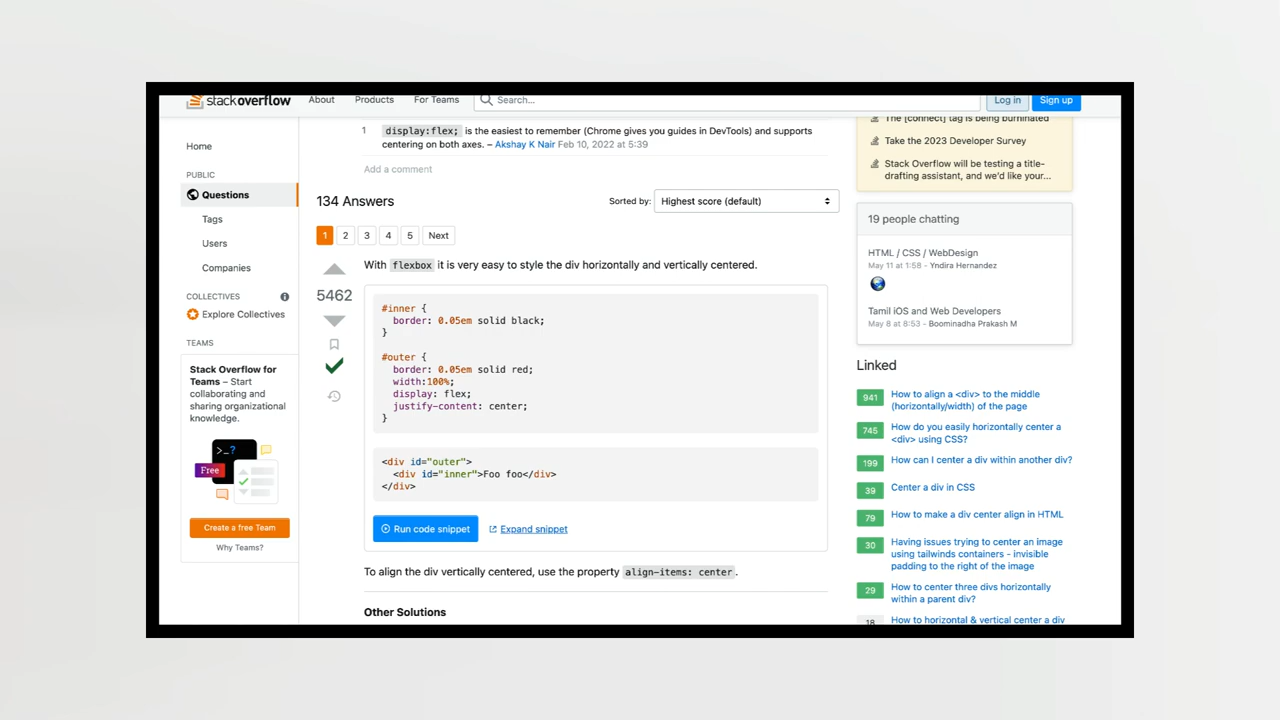 stackoverflow
About
Products
For Teams
Search...
Log in
Sign up
Home
PUBLIC
Questions
Tags
Users
Companies
COLLECTIVES
Explore Collectives
TEAMS
Stack Overflow for
Teams – Start
collaborating and
sharing organizational
knowledge.
>_?
Free
Create a free Team
Why Teams?
1
display:flex; is the easiest to remember (Chrome gives you guides in DevTools) and supports
centering on both axes. – Akshay K Nair Feb 10, 2022 at 5:39
Add a comment
134 Answers
Sorted by:
Highest score (default)
1 2 3 4 5 Next
5462
With flexbox it is very easy to style the div horizontally and vertically centered.
#inner {
border: 0.05em solid black;
}
#outer {
border: 0.05em solid red;
width:100%;
display: flex;
justify-content: center;
}
<div id="outer">
<div id="inner">Foo foo</div>
</div>
Run code snippet
Expand snippet
To align the div vertically centered, use the property align-items: center.
Other Solutions
The [connect] tag is being burninated
Take the 2023 Developer Survey
Stack Overflow will be testing a title-
drafting assistant, and we'd like your...
19 people chatting
HTML / CSS / WebDesign
May 11 at 1:58 - Yndira Hernandez
Tamil iOS and Web Developers
May 8 at 8:53 - Boominadha Prakash M
Linked
941 How to align a <div> to the middle
(horizontally/width) of the page
745 How do you easily horizontally center a
<div> using CSS?
199 How can I center a div within another div?
39 Center a div in CSS
79 How to make a div center align in HTML
30 Having issues trying to center an image
using tailwinds containers - invisible
padding to the right of the image
29 How to center three divs horizontally
within a parent div?
18 How to horizontal & vertical center a div